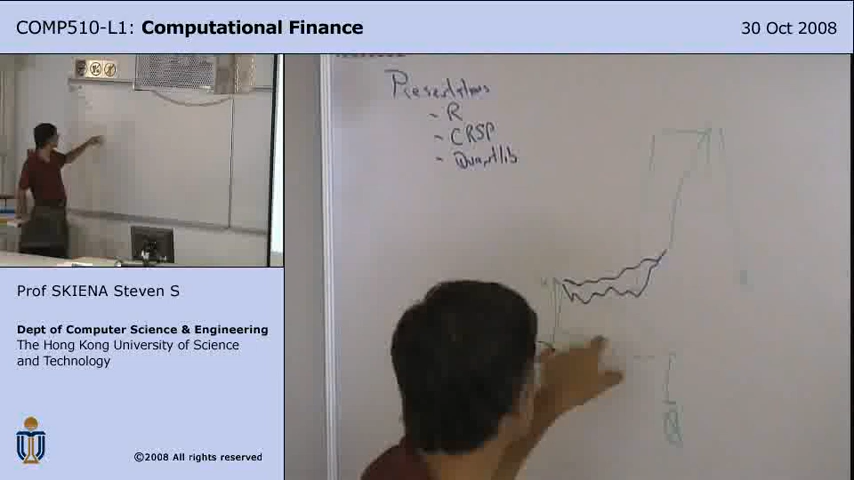 COMP510-L1: Computational Finance
30 Oct 2008
Presentations
- R
- CRSP
- Quantlib
Prof SKIENA Steven S
Dept of Computer Science & Engineering
The Hong Kong University of Science
and Technology
©2008 All rights reserved